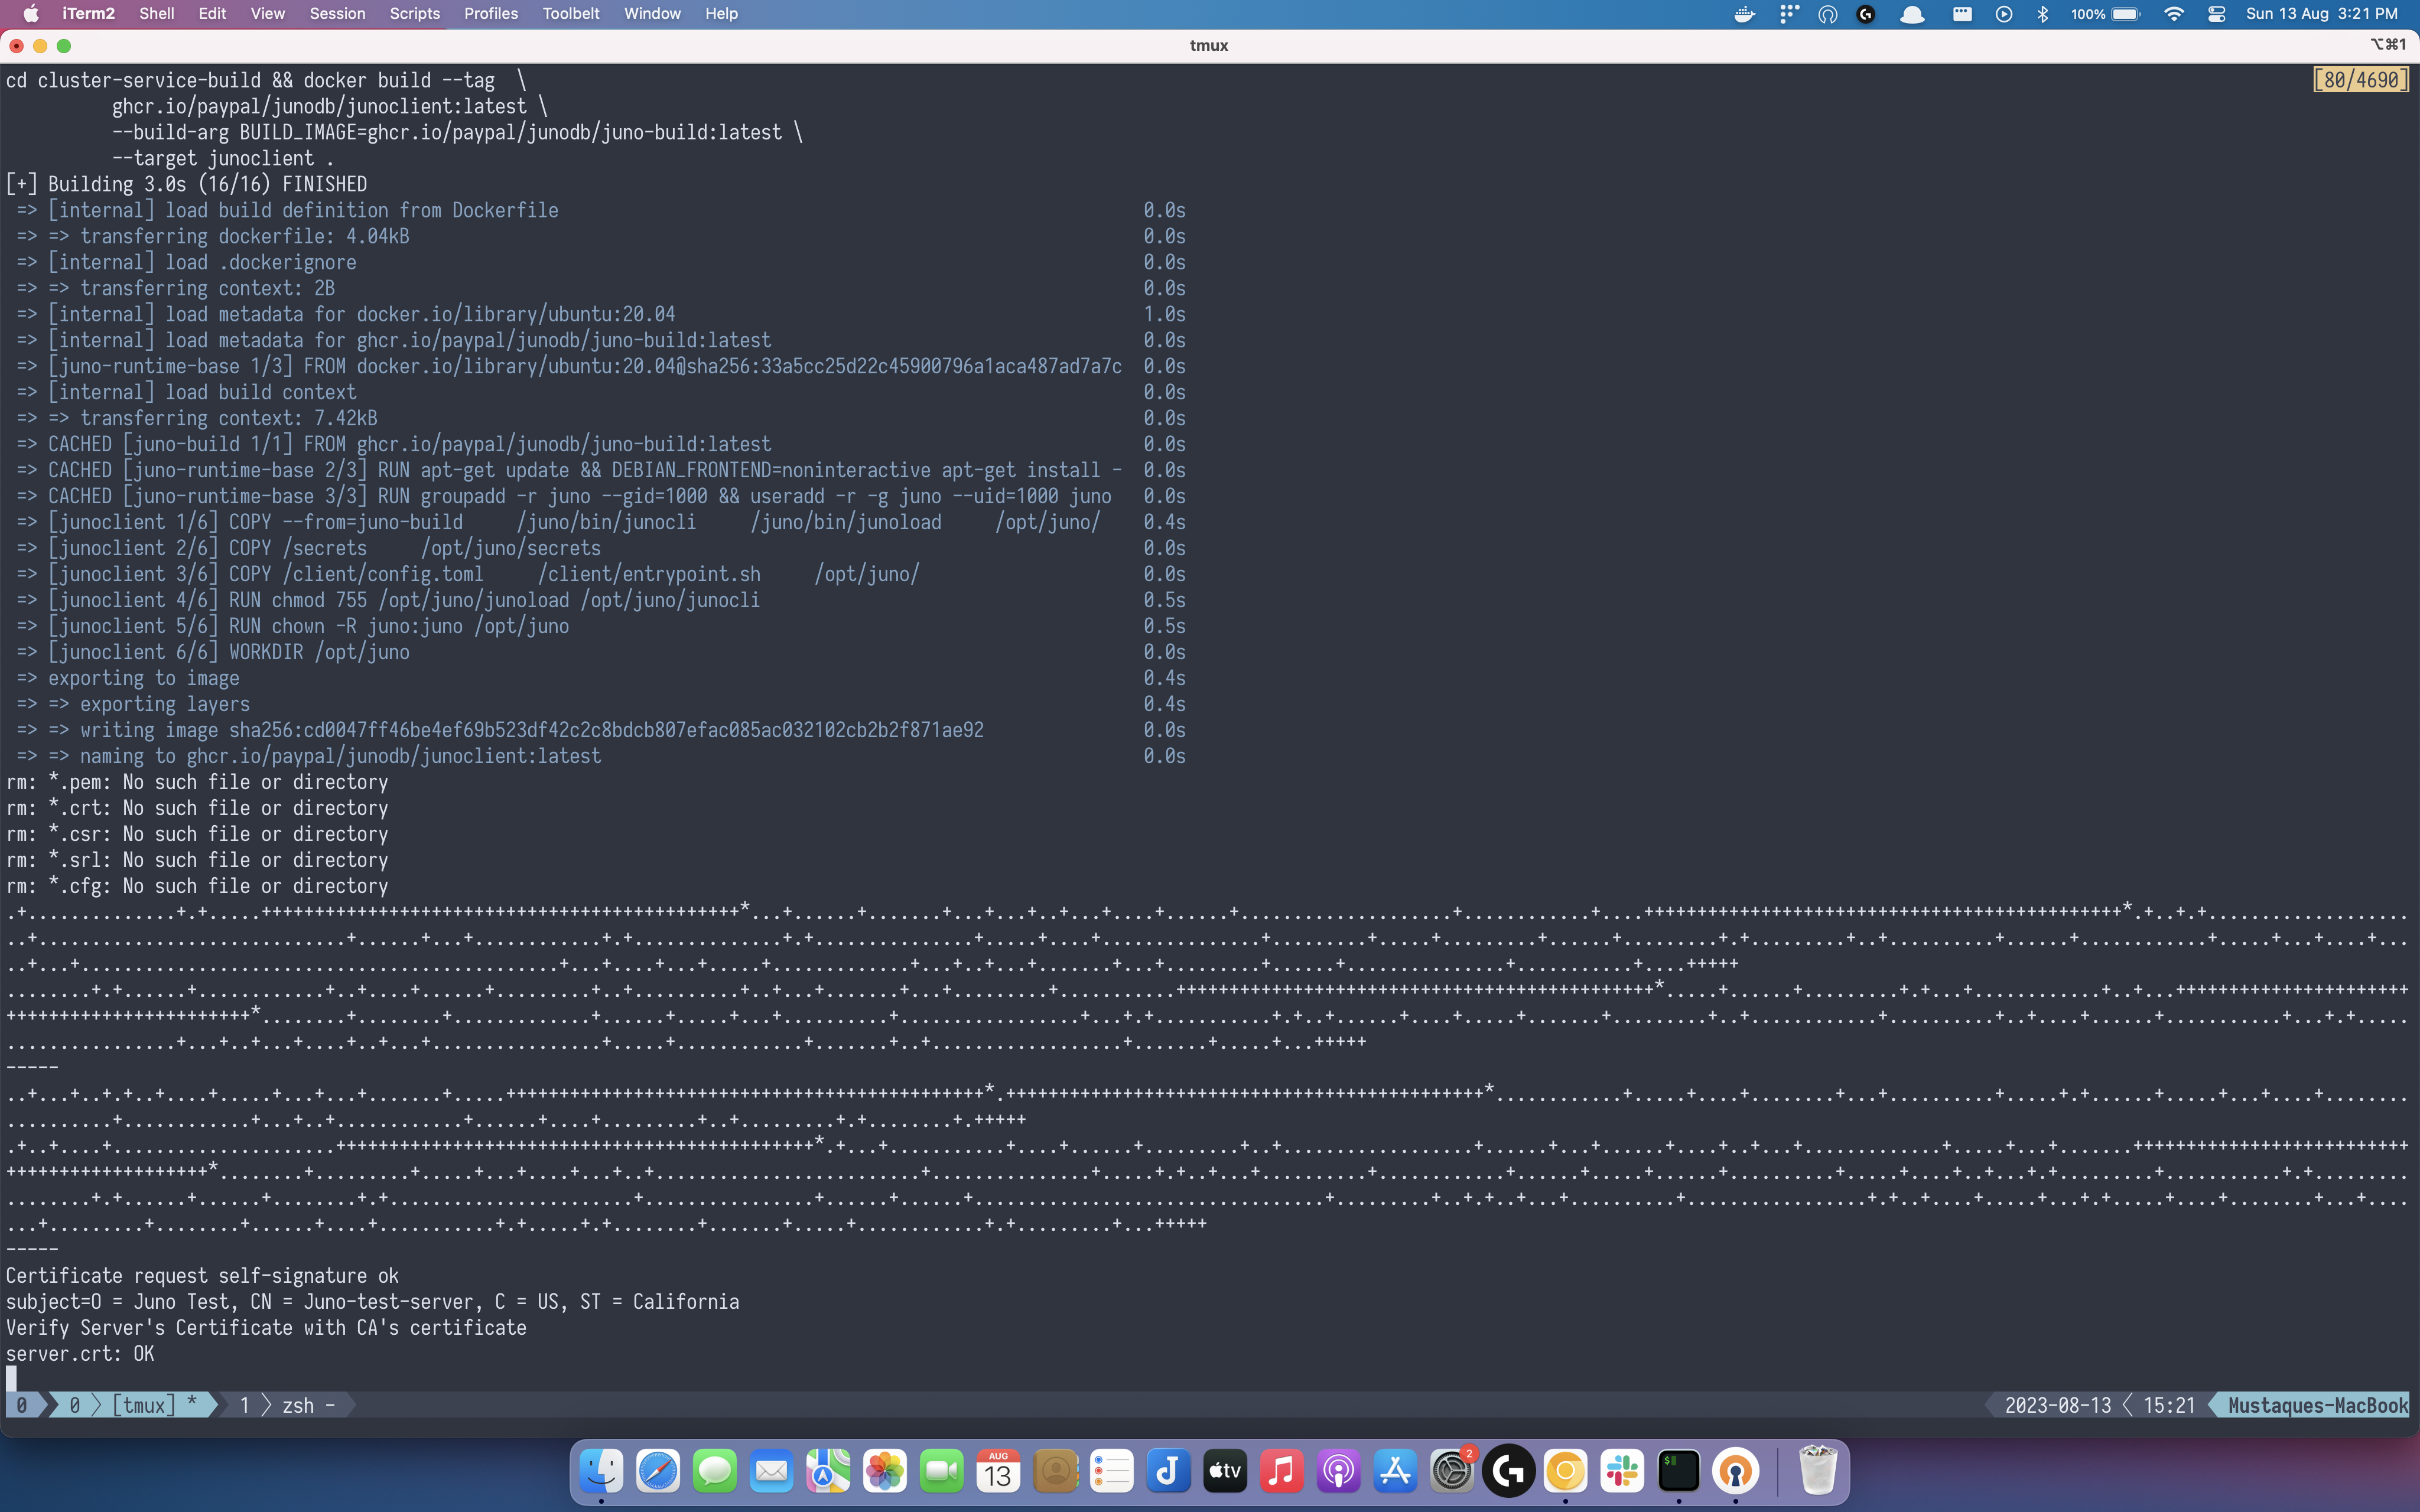 iTerm2 Shell Edit View Session Scripts Profiles Toolbelt Window Help 100% Sun 13 Aug 3:21 PM
tmux ⌥⌘1
cd cluster-service-build && docker build --tag \ [80/4690]
ghcr.io/paypal/junodb/junoclient:latest \
--build-arg BUILD_IMAGE=ghcr.io/paypal/junodb/juno-build:latest \
--target junoclient .
[+] Building 3.0s (16/16) FINISHED
=> [internal] load build definition from Dockerfile 0.0s
=> => transferring dockerfile: 4.04kB 0.0s
=> [internal] load .dockerignore 0.0s
=> => transferring context: 2B 0.0s
=> [internal] load metadata for docker.io/library/ubuntu:20.04 1.0s
=> [internal] load metadata for ghcr.io/paypal/junodb/juno-build:latest 0.0s
=> [juno-runtime-base 1/3] FROM docker.io/library/ubuntu:20.04@sha256:33a5cc25d22c45900796a1aca487ad7a7c 0.0s
=> [internal] load build context 0.0s
=> => transferring context: 7.42kB 0.0s
=> CACHED [juno-build 1/1] FROM ghcr.io/paypal/junodb/juno-build:latest 0.0s
=> CACHED [juno-runtime-base 2/3] RUN apt-get update && DEBIAN_FRONTEND=noninteractive apt-get install - 0.0s
=> CACHED [juno-runtime-base 3/3] RUN groupadd -r juno --gid=1000 && useradd -r -g juno --uid=1000 juno 0.0s
=> [junoclient 1/6] COPY --from=juno-build /juno/bin/junocli /juno/bin/junoload /opt/juno/ 0.4s
=> [junoclient 2/6] COPY /secrets /opt/juno/secrets 0.0s
=> [junoclient 3/6] COPY /client/config.toml /client/entrypoint.sh /opt/juno/ 0.0s
=> [junoclient 4/6] RUN chmod 755 /opt/juno/junoload /opt/juno/junocli 0.5s
=> [junoclient 5/6] RUN chown -R juno:juno /opt/juno 0.5s
=> [junoclient 6/6] WORKDIR /opt/juno 0.0s
=> exporting to image 0.4s
=> => exporting layers 0.4s
=> => writing image sha256:cd0047ff46be4ef69b523df42c2c8bdcb807efac085ac032102cb2b2f871ae92 0.0s
=> => naming to ghcr.io/paypal/junodb/junoclient:latest 0.0s
rm: *.pem: No such file or directory
rm: *.crt: No such file or directory
rm: *.csr: No such file or directory
rm: *.srl: No such file or directory
rm: *.cfg: No such file or directory
-----
-----
Certificate request self-signature ok
subject=O = Juno Test, CN = Juno-test-server, C = US, ST = California
Verify Server's Certificate with CA's certificate
server.crt: OK
0 0 [tmux] * 1 zsh - 2023-08-13 15:21 Mustaques-MacBook
AUG
13
tv
2